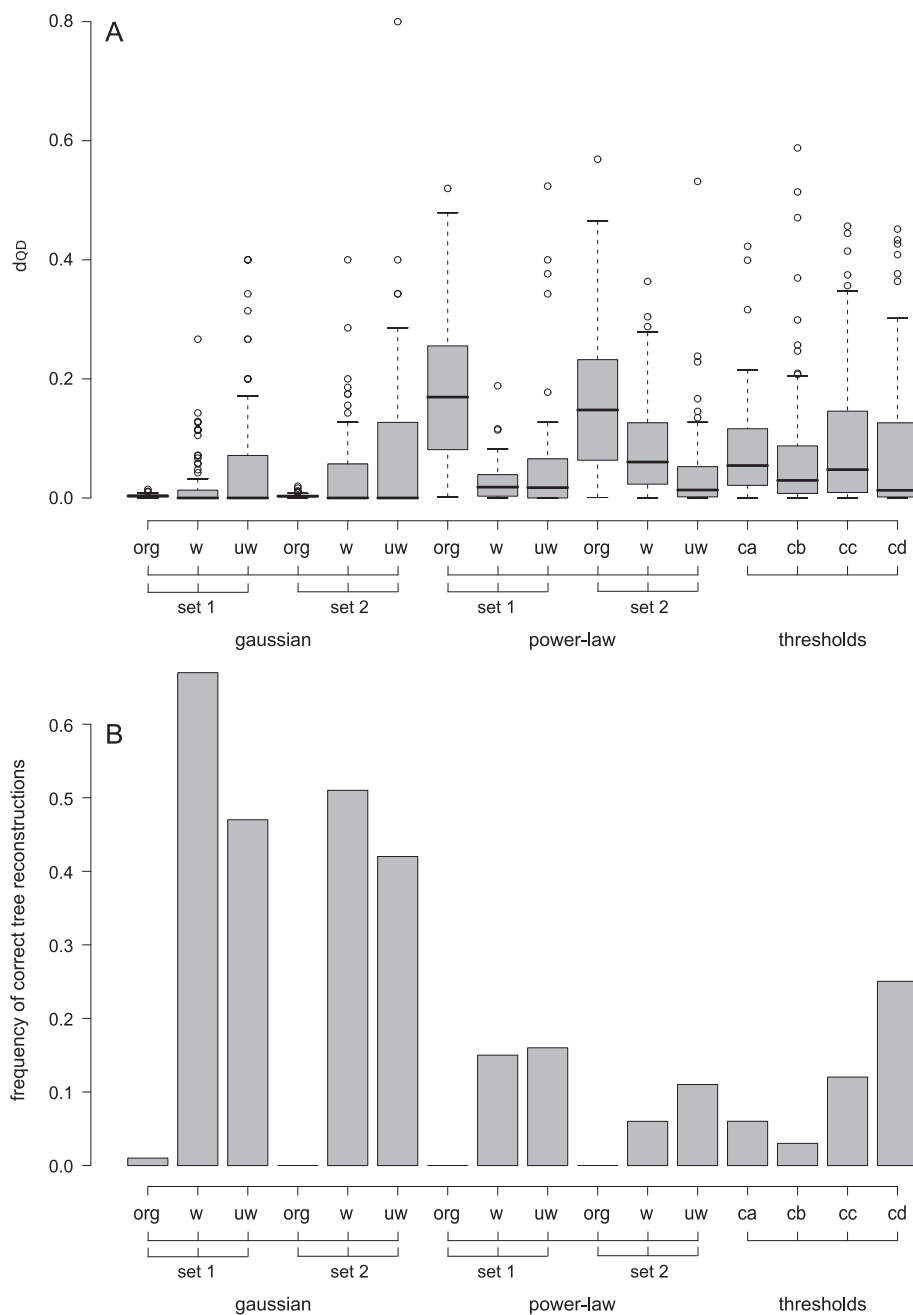 A
0.8
0.6
0.4
0.2
0.0
dQD
org w uw org w uw org w uw org w uw ca cb cc cd
set 1 set 2 set 1 set 2
gaussian power-law thresholds
B
0.6
0.5
0.4
0.3
0.2
0.1
0.0
frequency of correct tree reconstructions
org w uw org w uw org w uw org w uw ca cb cc cd
set 1 set 2 set 1 set 2
gaussian power-law thresholds